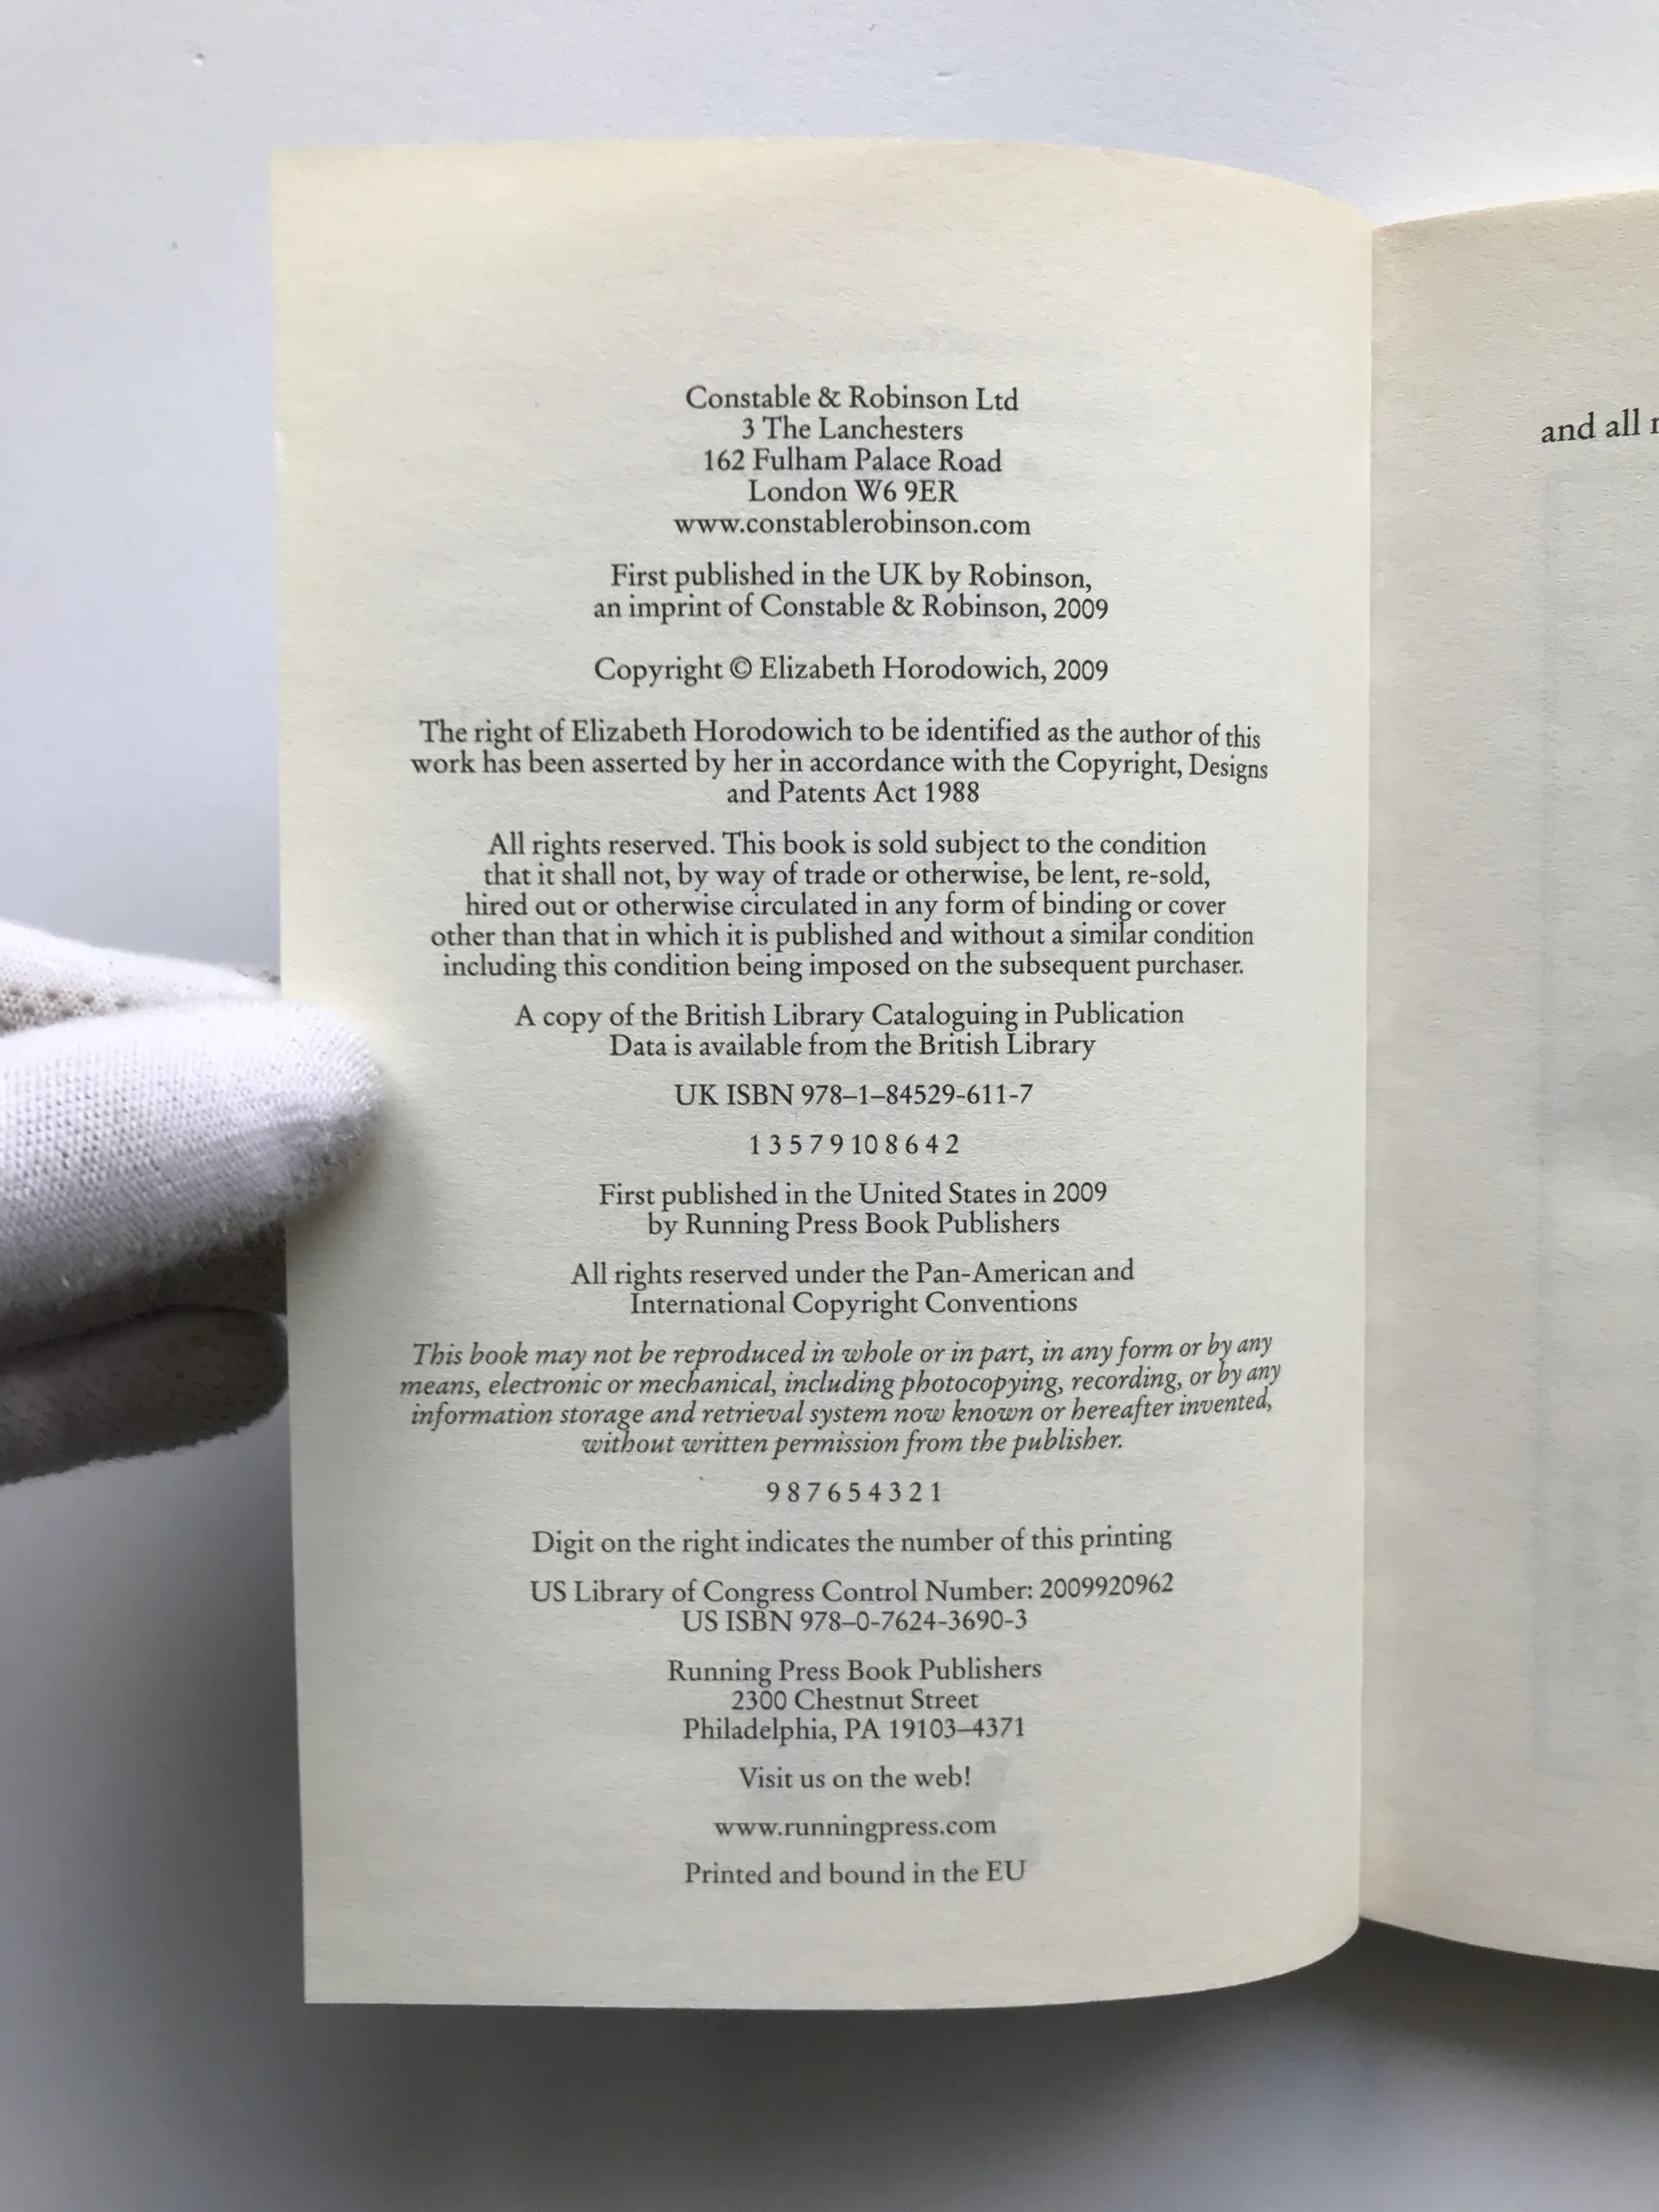 Constable & Robinson Ltd
3 The Lanchesters
162 Fulham Palace Road
London W6 9ER
www.constablerobinson.com
First published in the UK by Robinson,
an imprint of Constable & Robinson, 2009
Copyright © Elizabeth Horodowich, 2009
The right of Elizabeth Horodowich to be identified as the author of this
work has been asserted by her in accordance with the Copyright, Designs
and Patents Act 1988
All rights reserved. This book is sold subject to the condition
that it shall not, by way of trade or otherwise, be lent, re-sold,
hired out or otherwise circulated in any form of binding or cover
other than that in which it is published and without a similar condition
including this condition being imposed on the subsequent purchaser.
A copy of the British Library Cataloguing in Publication
Data is available from the British Library
UK ISBN 978–1–84529-611-7
1 3 5 7 9 10 8 6 4 2
First published in the United States in 2009
by Running Press Book Publishers
All rights reserved under the Pan-American and
International Copyright Conventions
This book may not be reproduced in whole or in part, in any form or by any
means, electronic or mechanical, including photocopying, recording, or by any
information storage and retrieval system now known or hereafter invented,
without written permission from the publisher.
9 8 7 6 5 4 3 2 1
Digit on the right indicates the number of this printing
US Library of Congress Control Number: 2009920962
US ISBN 978–0-7624-3690-3
Running Press Book Publishers
2300 Chestnut Street
Philadelphia, PA 19103–4371
Visit us on the web!
www.runningpress.com
Printed and bound in the EU
and all